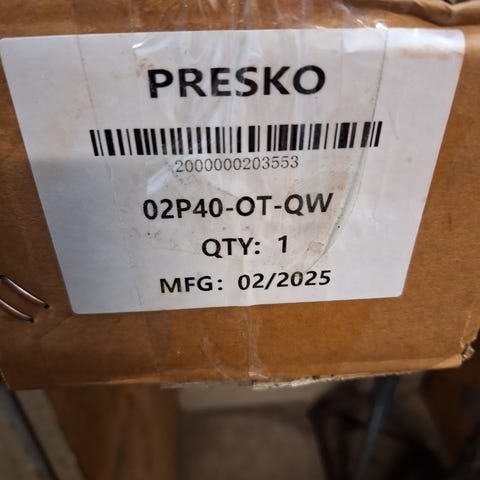 PRESKO
2000000203553
02P40-OT-QW
QTY: 1
MFG: 02/2025